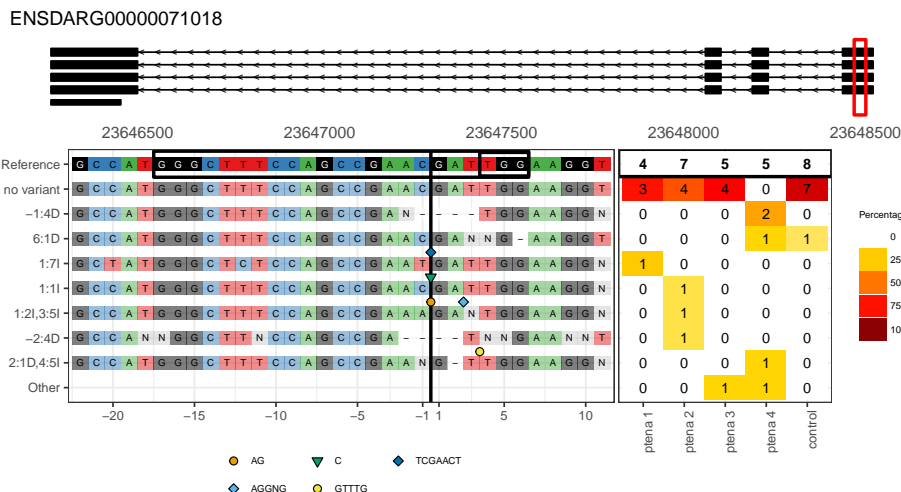 ENSDARG00000071018
23646500 23647000 23647500 23648000 23648500
Reference G C C A T G G G C T T T C C A G C C G A A C G A T T G G A A G G T 4 7 5 5 8
no variant G C C A T G G G C T T T C C A G C C G A A C G A T T G G A A G G T 3 4 4 0 7
−1:4D G C C A T G G G C T T T C C A G C C G A N - - - - T G G A A G G N 0 0 0 2 0
6:1D G C C A T G G G C T T T C C A G C C G A A C G A N N G - A A G G T 0 0 0 1 1
1:7I G C T A T G G G C T C T C C A G C C G A A T G A T T G G A A G G N 1 0 0 0 0
1:1I G C C A T G G G C T T T C C A G C C G A A C G A T T G G A A G G N 0 1 0 0 0
1:2I,3:5I G C C A T G G G C T T T C C A G C C G A A A G A N T G G A A G G N 0 1 0 0 0
−2:4D G C C A N N G G C T T N C C A G C C G A - - - - T N N G A A N N T 0 1 0 0 0
2:1D,4:5I G C C A T G G G C T T T C C A G C C G A A N G - T T G G A A G G N 0 0 0 1 0
Other 0 0 1 1 0
−20 −15 −10 −5 −1 1 5 10
ptena 1 ptena 2 ptena 3 ptena 4 control
Percentag
0
25
50
75
10
AG C TCGAACT
AGGNG GTTTG